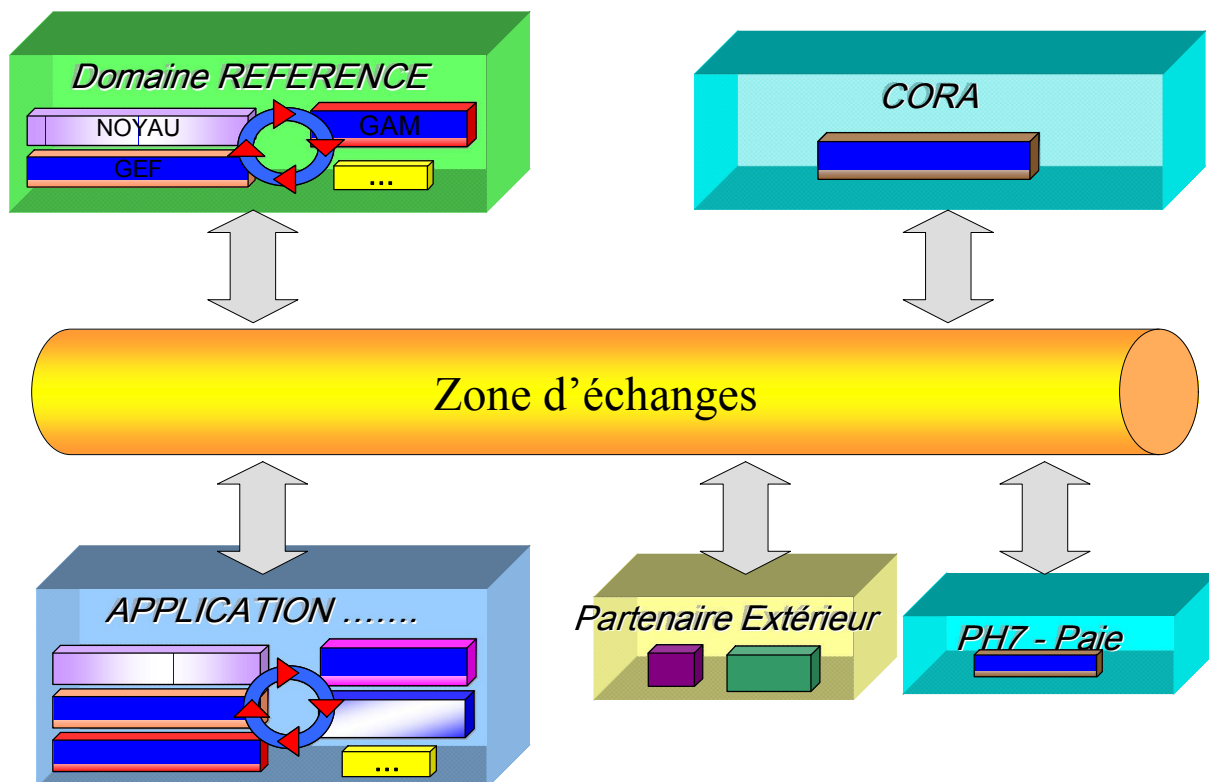 Domaine REFERENCE
NOYAU
GAM
GEF
...
CORA
Zone d’échanges
APPLICATION .......
...
Partenaire Extérieur
PH7 - Paie